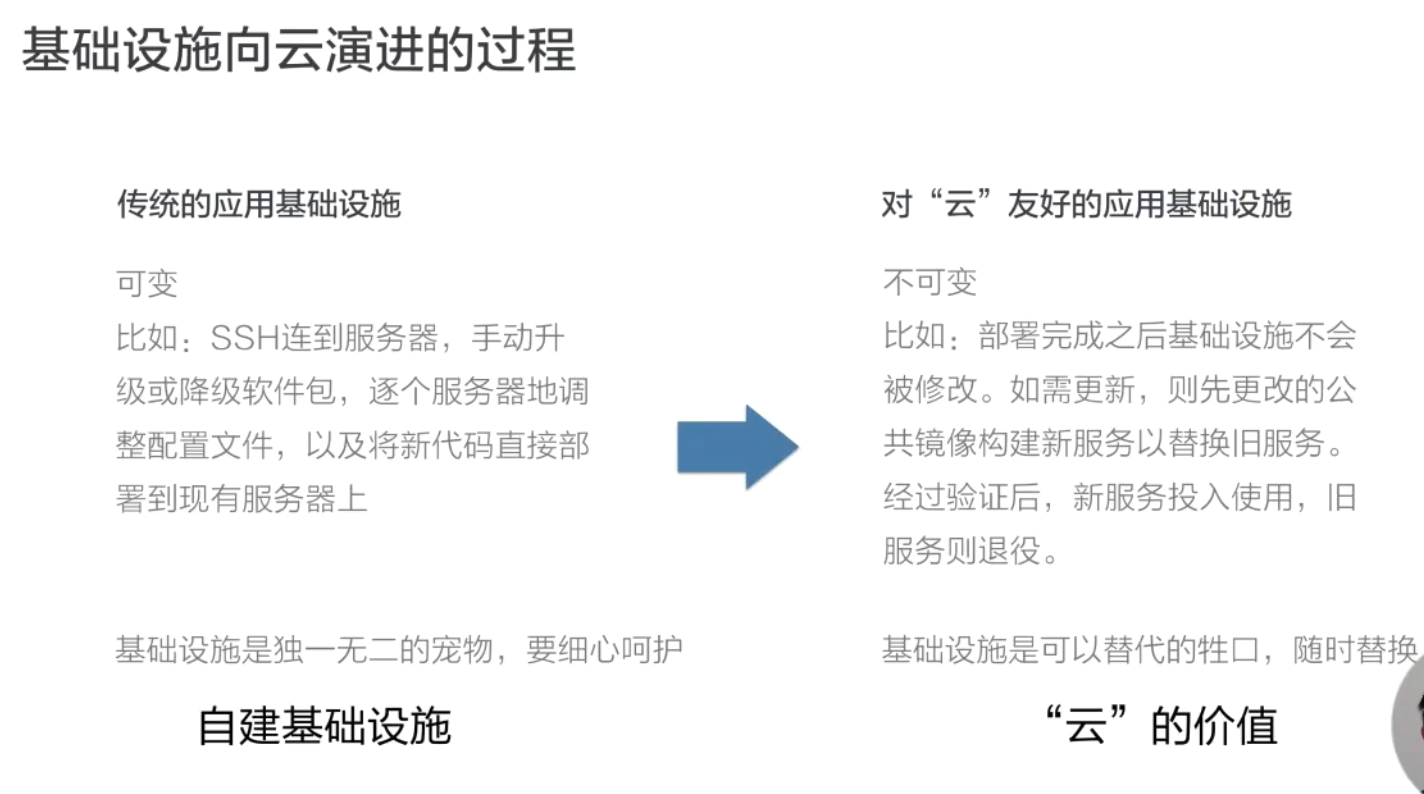 基础设施向云演进的过程
传统的应用基础设施
可变
比如：SSH连到服务器，手动升
级或降级软件包，逐个服务器地调
整配置文件，以及将新代码直接部
署到现有服务器上
基础设施是独一无二的宠物，要细心呵护
自建基础设施
对“云”友好的应用基础设施
不可变
比如：部署完成之后基础设施不会
被修改。如需更新，则先更改的公
共镜像构建新服务以替换旧服务。
经过验证后，新服务投入使用，旧
服务则退役。
基础设施是可以替代的牲口，随时替换
“云”的价值